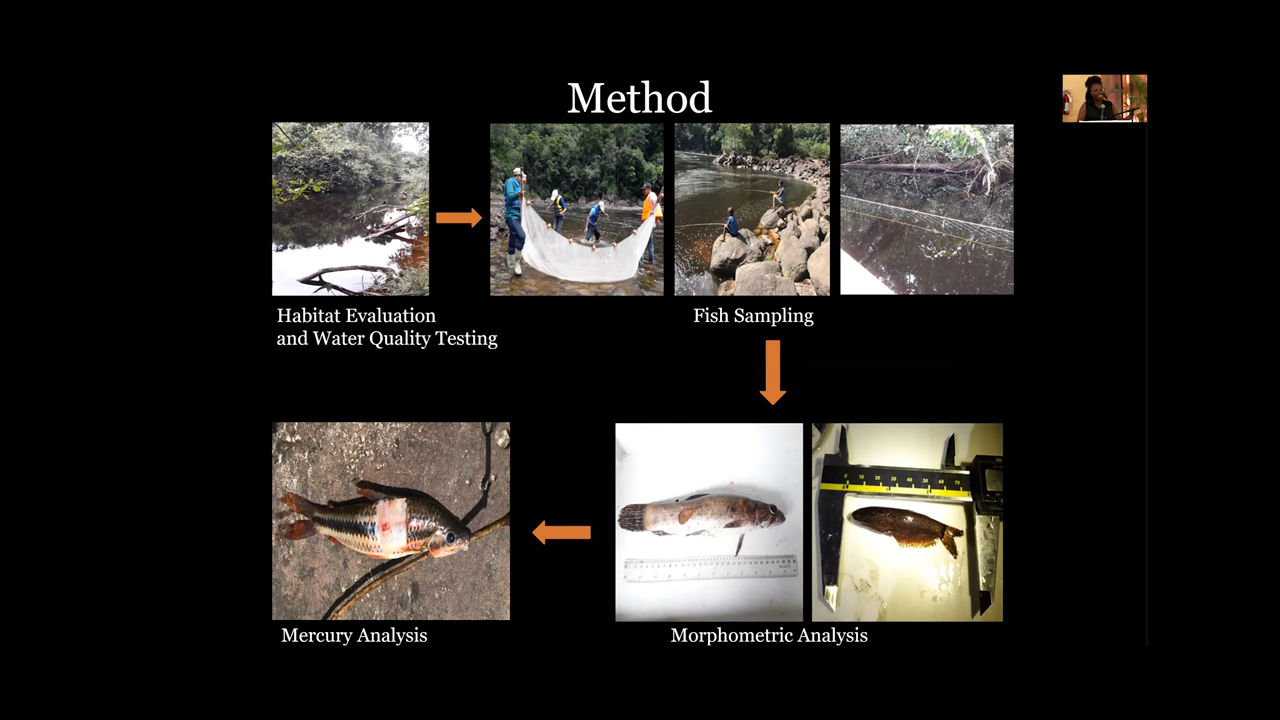 Method
Habitat Evaluation
and Water Quality Testing
Fish Sampling
Mercury Analysis
Morphometric Analysis